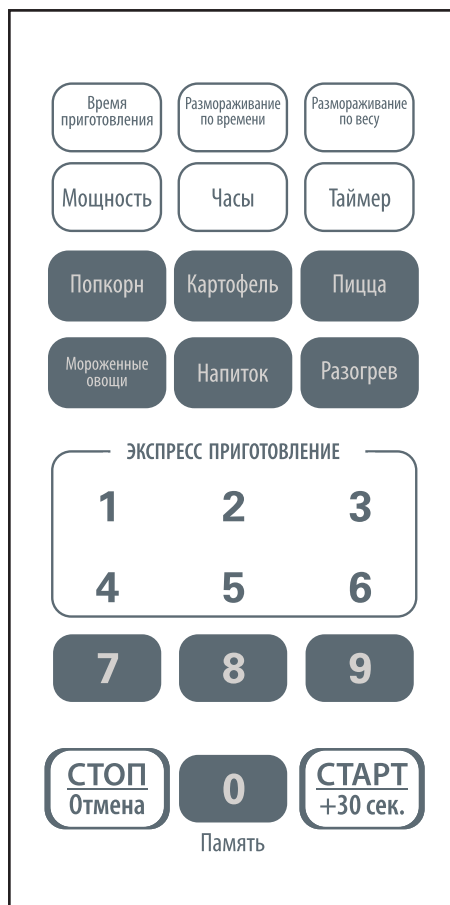 Время
приготовления
Размораживание
по времени
Размораживание
по весу
Мощность
Часы
Таймер
Попкорн
Картофель
Пицца
Мороженные
овощи
Напиток
Разогрев
ЭКСПРЕСС ПРИГОТОВЛЕНИЕ
1 2 3
4 5 6
7 8 9
СТОП
Отмена
0
Память
СТАРТ
+30 сек.